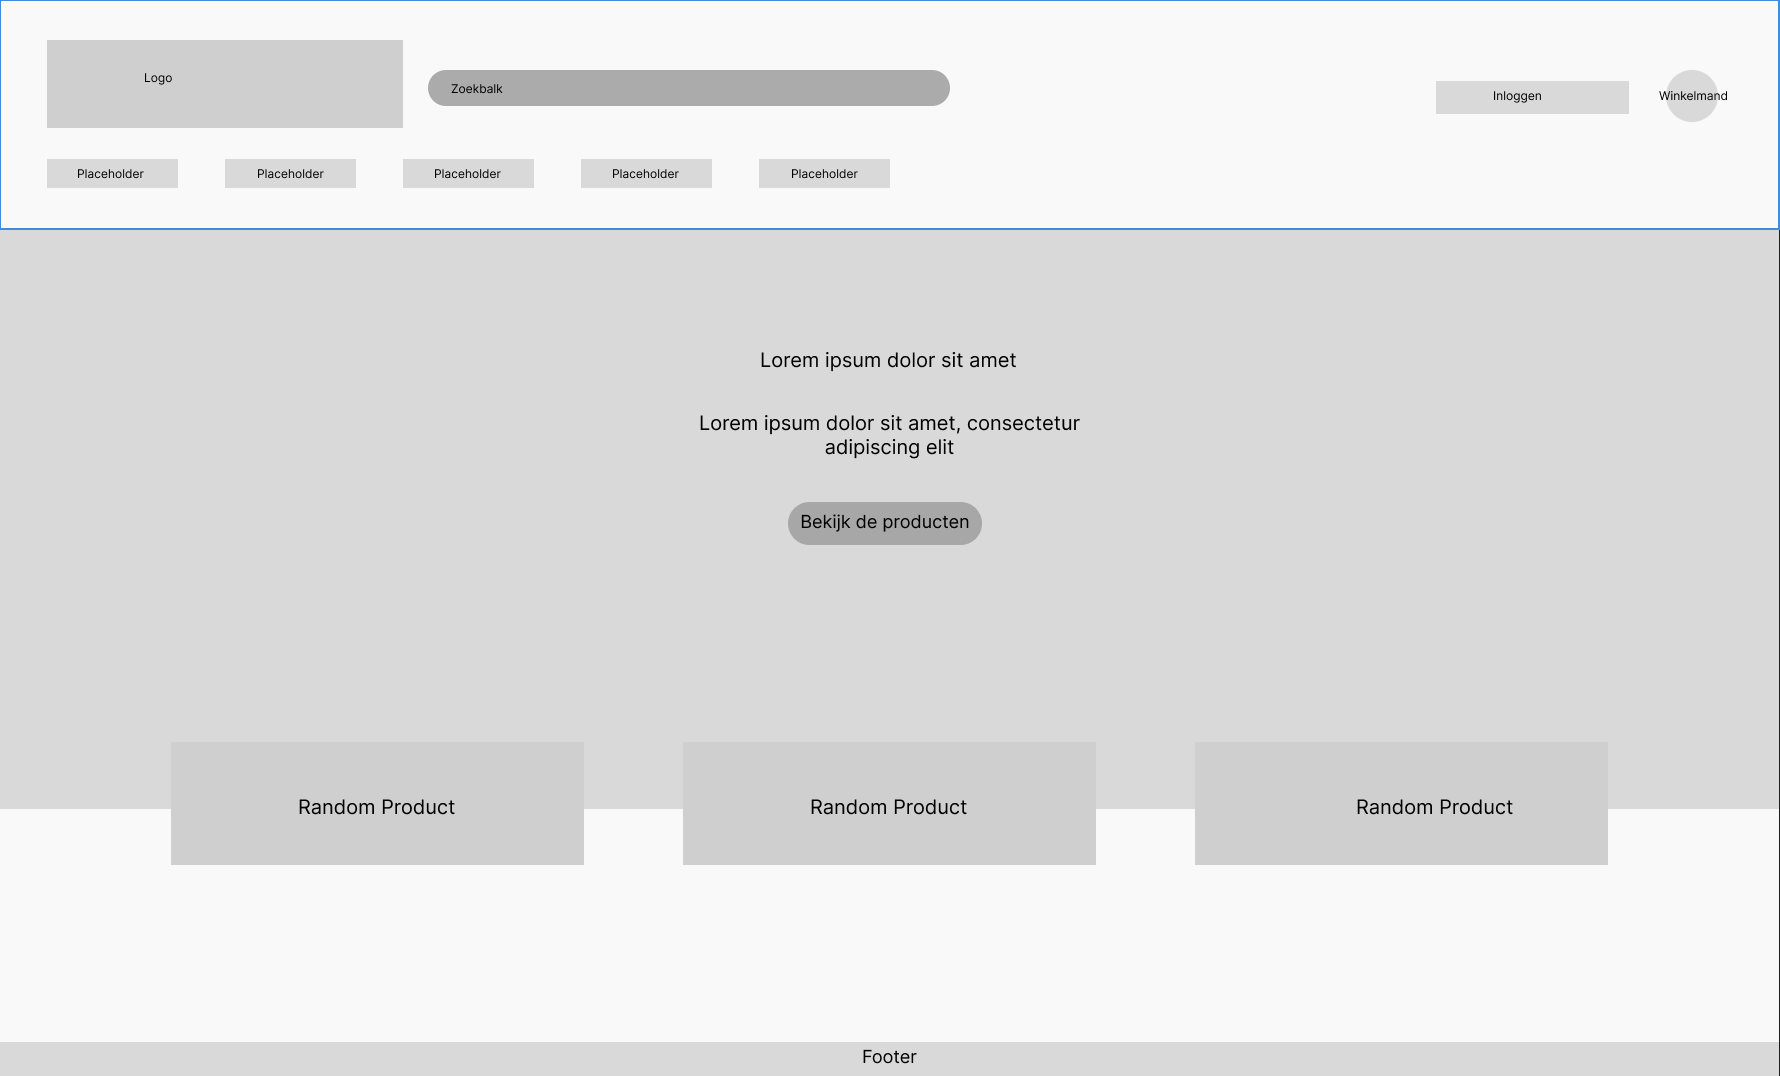 Logo
Zoekbalk
Inloggen
Winkelmand
Placeholder
Placeholder
Placeholder
Placeholder
Placeholder
Lorem ipsum dolor sit amet
Lorem ipsum dolor sit amet, consectetur
adipiscing elit
Bekijk de producten
Random Product
Random Product
Random Product
Footer